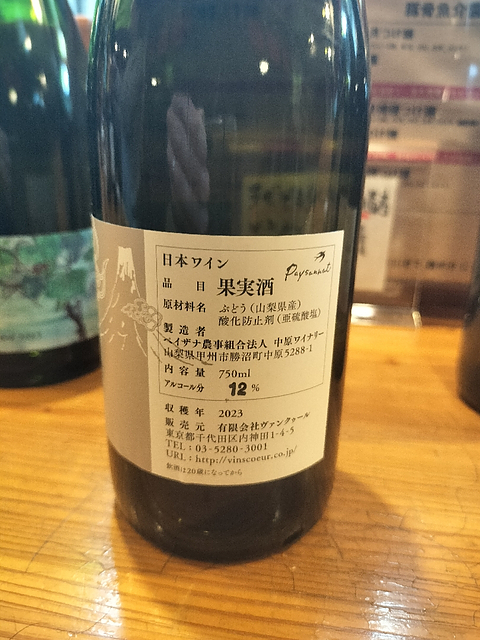 日本ワイン
Paysannat
品目 果実酒
原材料名 ぶどう(山梨県産)
酸化防止剤(亜硫酸塩)
製造者
ペイザナ農事組合法人 中原ワイナリー
山梨県甲州市勝沼町中原5288-1
内容量 750ml
アルコール分 12 %
収穫年 2023
販売元 有限会社ヴァンクゥール
東京都千代田区内神田1-4-5
TEL : 03-5280-3001
URL : http://vinscoeur.co.jp/
飲酒は20歳になってから
豚骨魚介